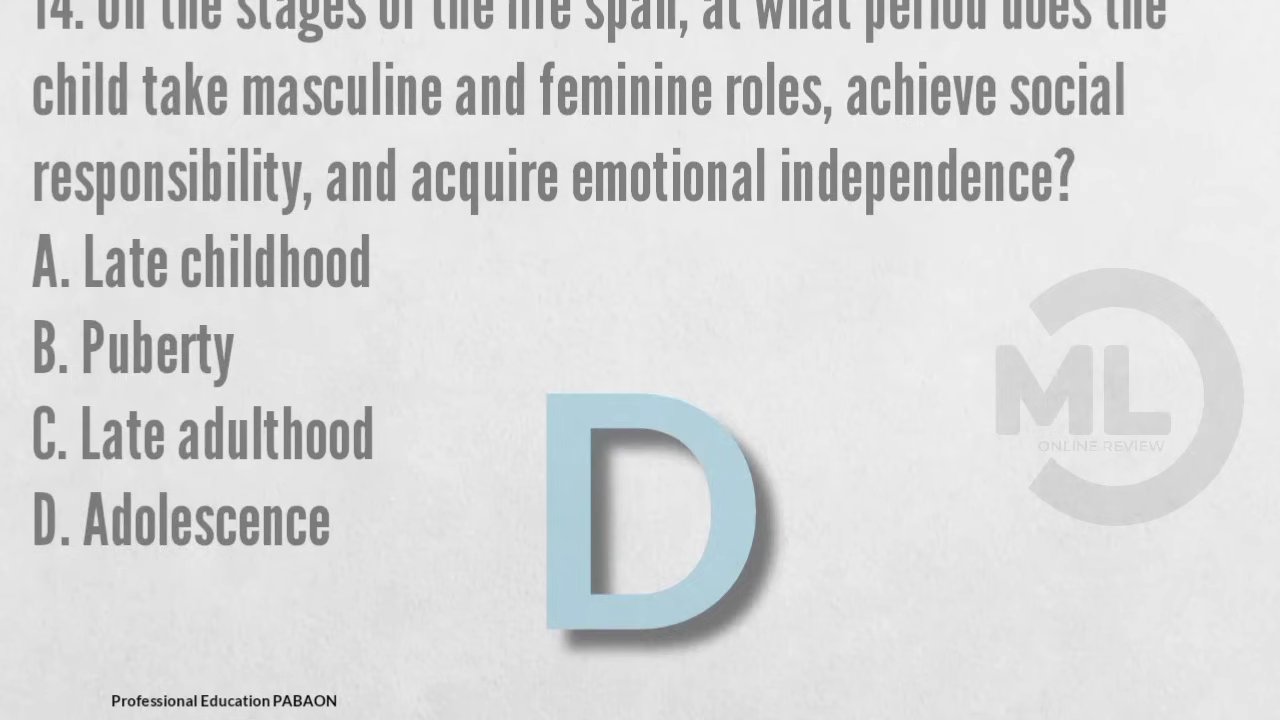 14. On the stages of the life span, at what period does the
child take masculine and feminine roles, achieve social
responsibility, and acquire emotional independence?
A. Late childhood
B. Puberty
C. Late adulthood
D. Adolescence
D
ML
ONLINE REVIEW
Professional Education PABAON